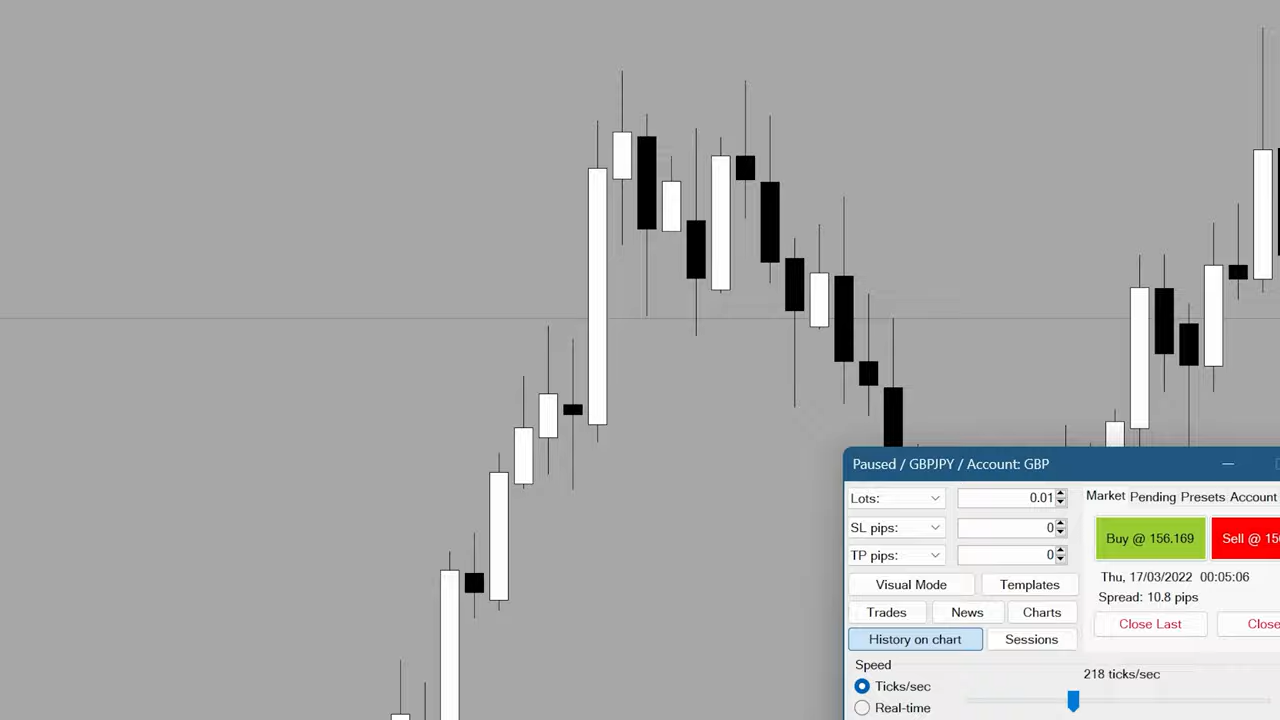 Paused / GBPJPY / Account: GBP
Lots: 0.01 Market Pending Presets Account
SL pips: 0 Buy @ 156.169 Sell @
TP pips: 0
Visual Mode Templates Thu, 17/03/2022 00:05:06
Spread: 10.8 pips
Trades News Charts Close Last Close
History on chart Sessions
Speed 218 ticks/sec
Ticks/sec
Real-time